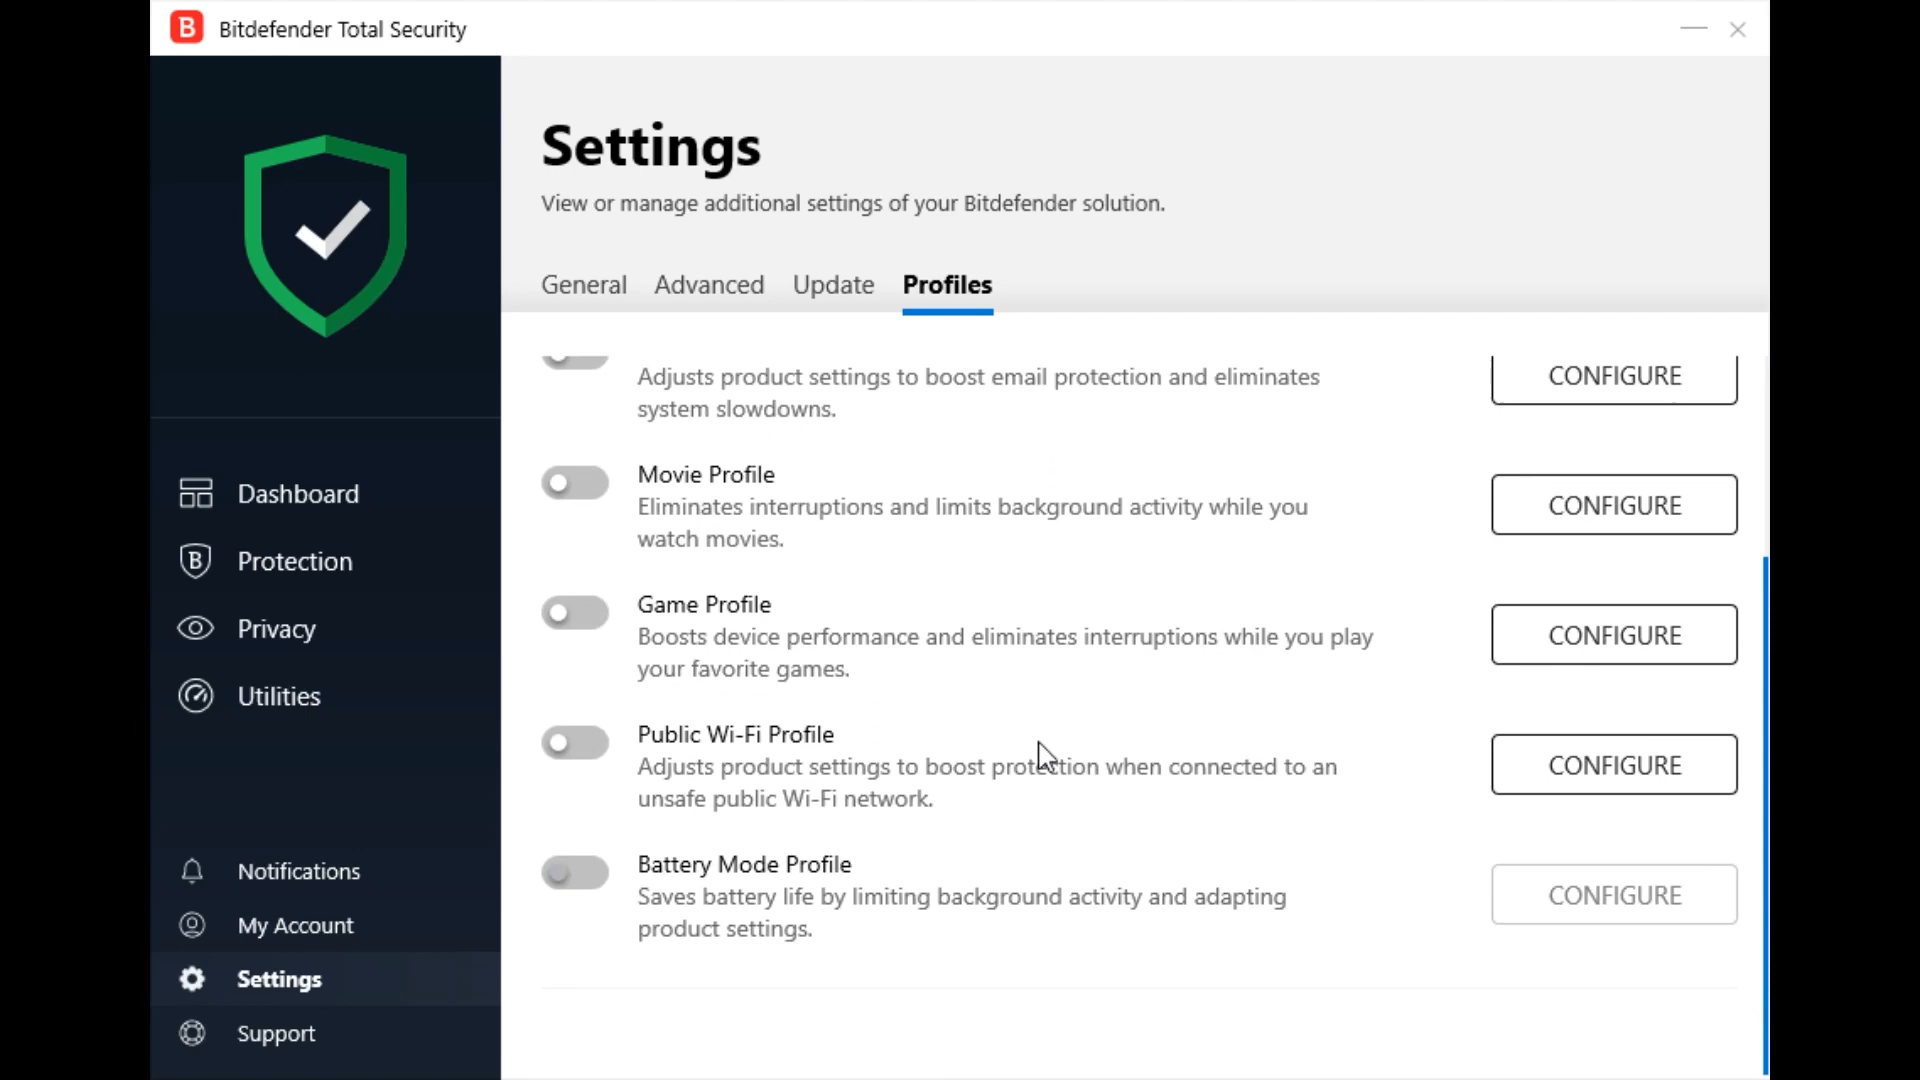 B Bitdefender Total Security
Settings
View or manage additional settings of your Bitdefender solution.
General Advanced Update Profiles
Adjusts product settings to boost email protection and eliminates
system slowdowns.
CONFIGURE
Movie Profile
Eliminates interruptions and limits background activity while you
watch movies.
CONFIGURE
Game Profile
Boosts device performance and eliminates interruptions while you play
your favorite games.
CONFIGURE
Public Wi-Fi Profile
Adjusts product settings to boost protection when connected to an
unsafe public Wi-Fi network.
CONFIGURE
Battery Mode Profile
Saves battery life by limiting background activity and adapting
product settings.
CONFIGURE
Dashboard
B Protection
Privacy
Utilities
Notifications
My Account
Settings
Support